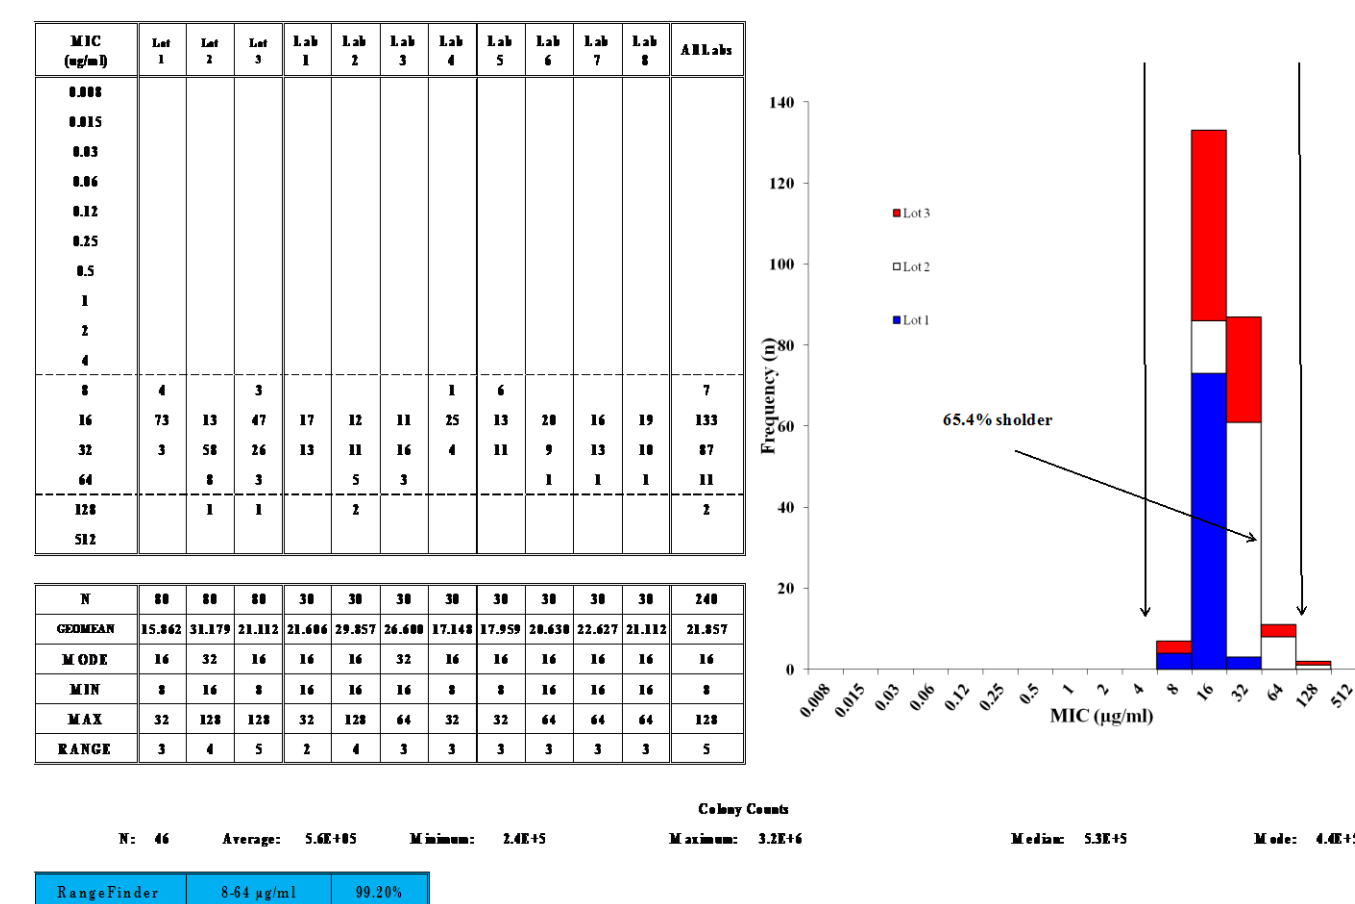 MIC (ug/ml) Lot 1 Lot 2 Lot 3 Lab 1 Lab 2 Lab 3 Lab 4 Lab 5 Lab 6 Lab 7 Lab 8 All Labs
0.008
0.015
0.03
0.06
0.12
0.25
0.5
1
2
4
8 4 3 1 6 7
16 73 13 47 17 12 11 25 13 20 16 19 133
32 3 58 26 13 11 16 4 11 9 13 10 87
64 8 3 5 3 1 1 1 11
128 1 1 2 2
512
N 80 80 80 30 30 30 30 30 30 30 30 240
GEOMEAN 15.862 31.179 21.112 21.606 29.857 26.600 17.148 17.959 20.630 22.627 21.112 21.857
MODE 16 32 16 16 16 32 16 16 16 16 16 16
MIN 8 16 8 16 16 16 8 8 16 16 16 8
MAX 32 128 128 32 128 64 32 32 64 64 64 128
RANGE 3 4 5 2 4 3 3 3 3 3 3 5
140
120
100
80
60
40
20
0
Frequency (n)
Lot 3
Lot 2
Lot 1
65.4% sholder
0.008 0.015 0.03 0.06 0.12 0.25 0.5 1 2 4 8 16 32 64 128 512
MIC (µg/ml)
Colony Counts
N: 46 Average: 5.6E+05 Minimum: 2.4E+5 Maximum: 3.2E+6 Median: 5.3E+5 Mode: 4.4E+5
RangeFinder 8-64 µg/ml 99.20%